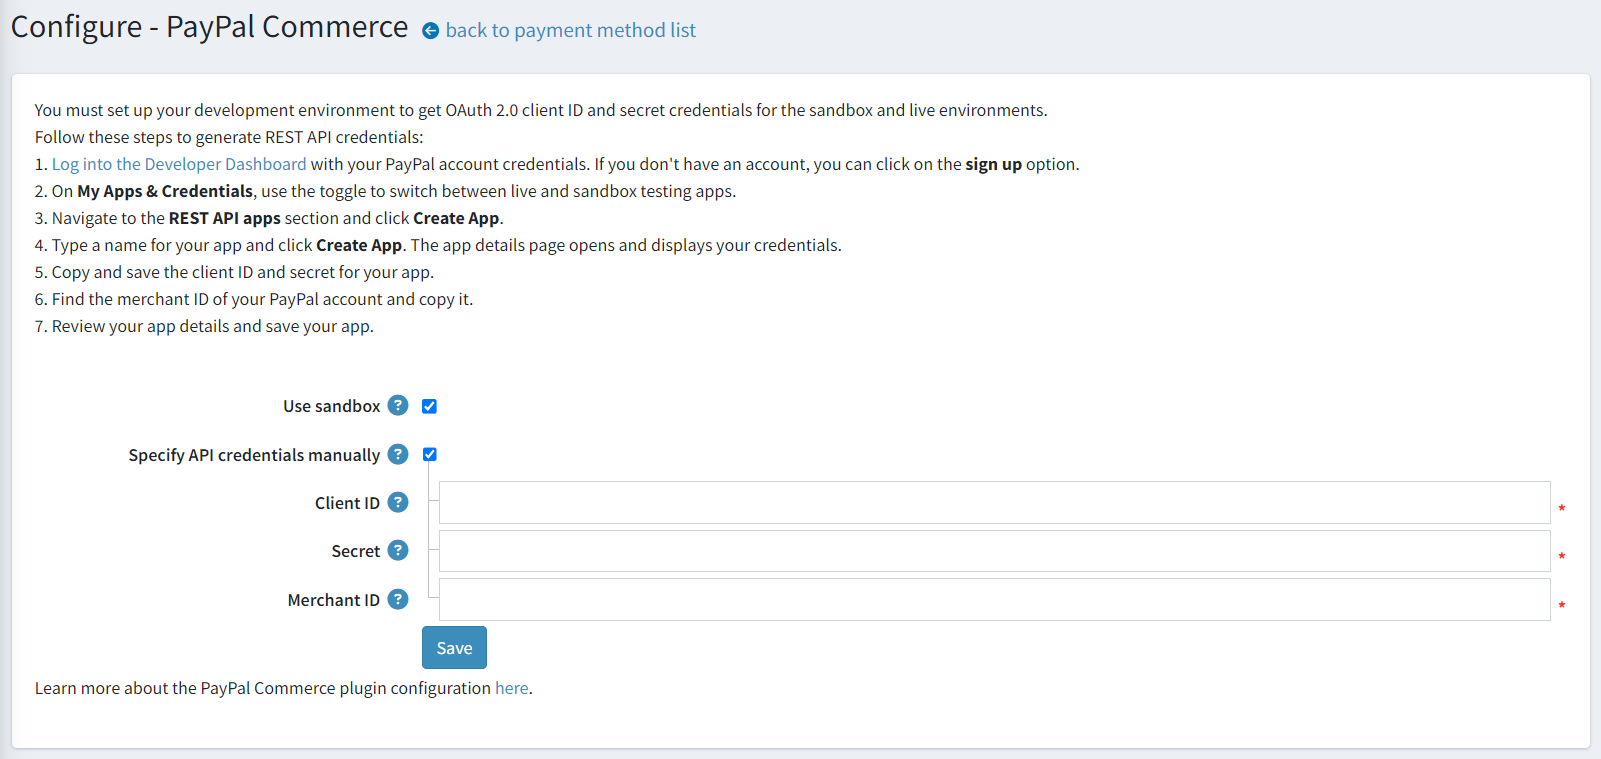 Configure - PayPal Commerce back to payment method list
You must set up your development environment to get OAuth 2.0 client ID and secret credentials for the sandbox and live environments.
Follow these steps to generate REST API credentials:
1. Log into the Developer Dashboard with your PayPal account credentials. If you don't have an account, you can click on the sign up option.
2. On My Apps & Credentials, use the toggle to switch between live and sandbox testing apps.
3. Navigate to the REST API apps section and click Create App.
4. Type a name for your app and click Create App. The app details page opens and displays your credentials.
5. Copy and save the client ID and secret for your app.
6. Find the merchant ID of your PayPal account and copy it.
7. Review your app details and save your app.
Use sandbox ?
Specify API credentials manually ?
Client ID ? *
Secret ? *
Merchant ID ? *
Save
Learn more about the PayPal Commerce plugin configuration here.